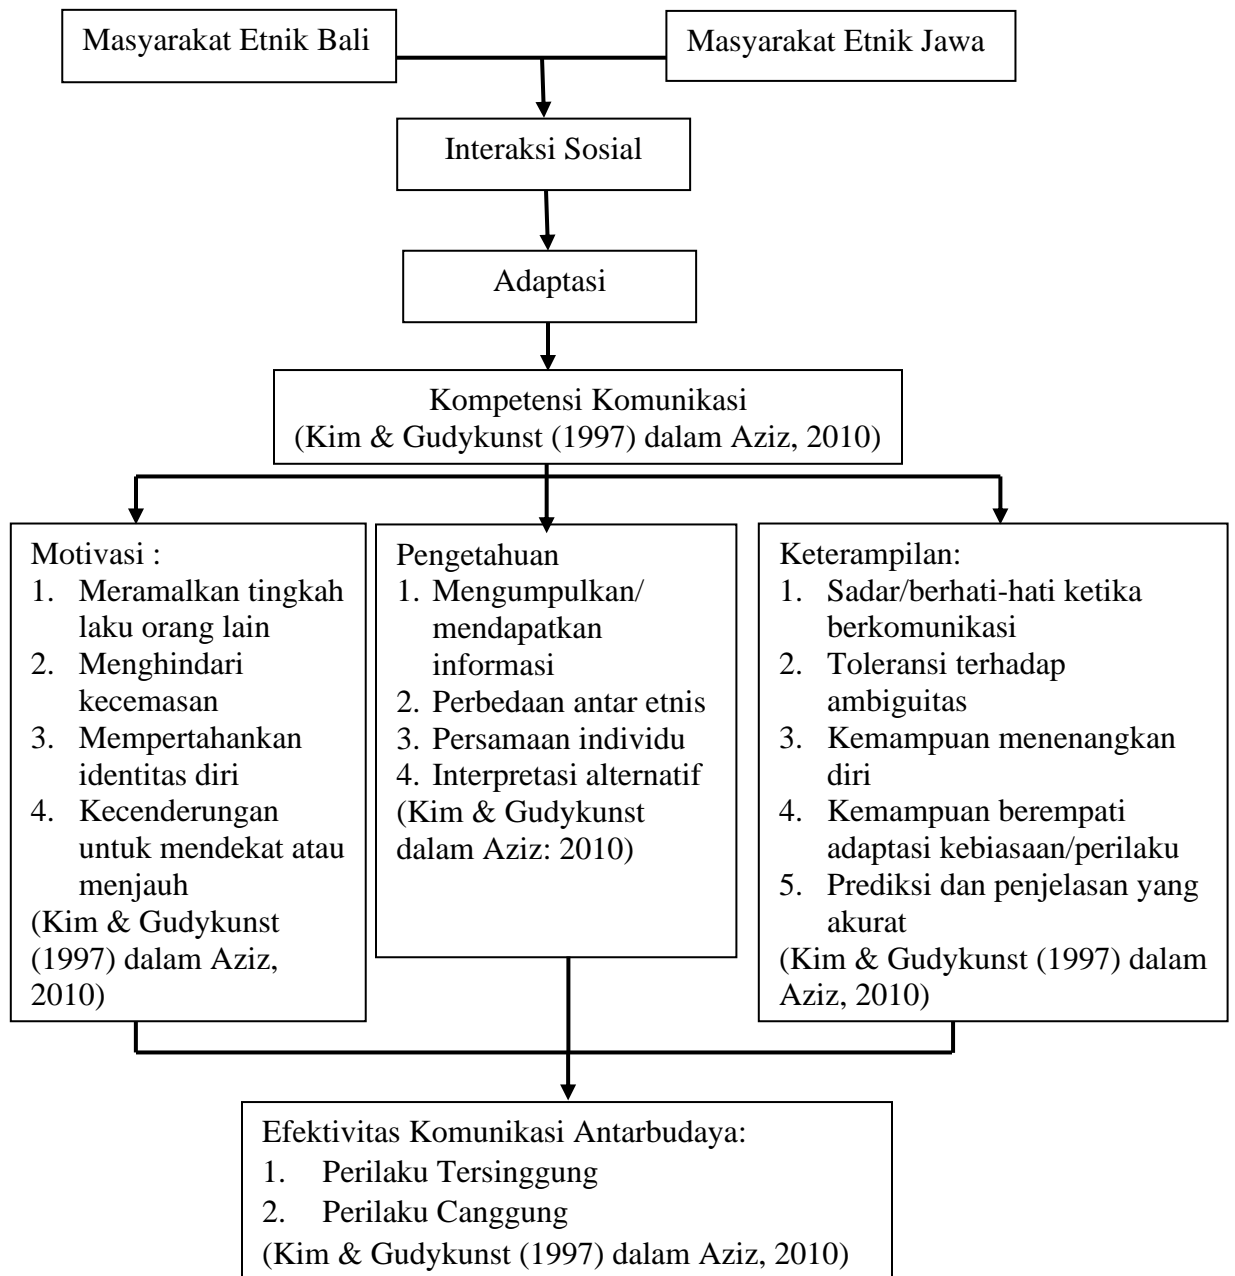 Masyarakat Etnik Bali
Masyarakat Etnik Jawa
Interaksi Sosial
Adaptasi
Kompetensi Komunikasi
(Kim & Gudykunst (1997) dalam Aziz, 2010)
Motivasi :
1. Meramalkan tingkah
laku orang lain
2. Menghindari
kecemasan
3. Mempertahankan
identitas diri
4. Kecenderungan
untuk mendekat atau
menjauh
(Kim & Gudykunst
(1997) dalam Aziz,
2010)
Pengetahuan
1. Mengumpulkan/
mendapatkan
informasi
2. Perbedaan antar etnis
3. Persamaan individu
4. Interpretasi alternatif
(Kim & Gudykunst
dalam Aziz: 2010)
Keterampilan:
1. Sadar/berhati-hati ketika
berkomunikasi
2. Toleransi terhadap
ambiguitas
3. Kemampuan menenangkan
diri
4. Kemampuan berempati
adaptasi kebiasaan/perilaku
5. Prediksi dan penjelasan yang
akurat
(Kim & Gudykunst (1997) dalam
Aziz, 2010)
Efektivitas Komunikasi Antarbudaya:
1. Perilaku Tersinggung
2. Perilaku Canggung
(Kim & Gudykunst (1997) dalam Aziz, 2010)